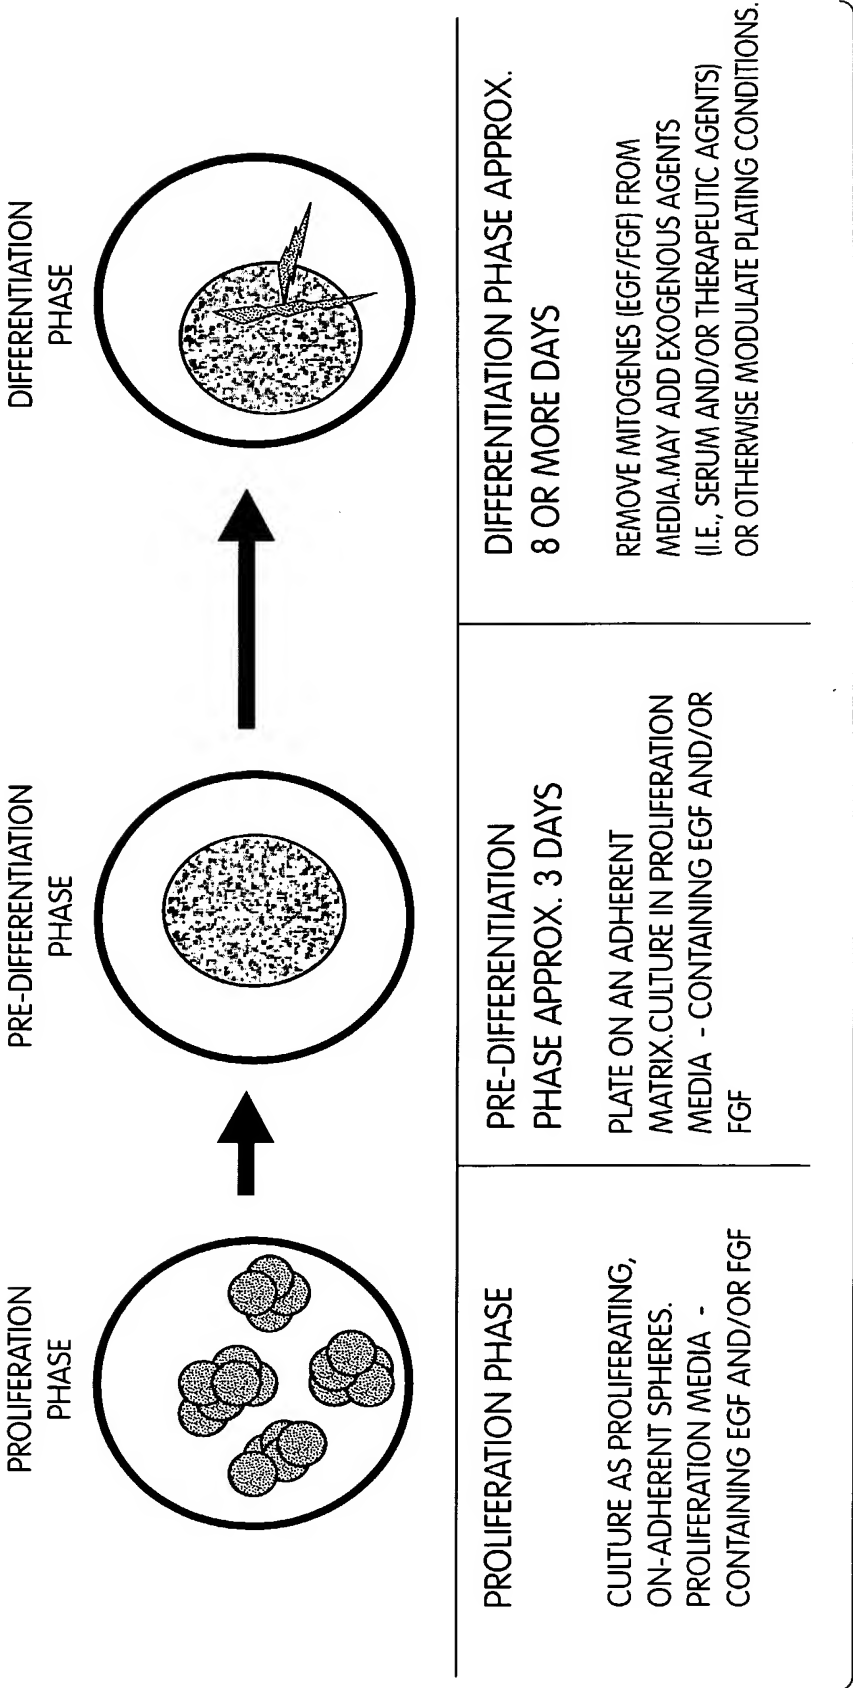 PROLIFERATION
PHASE
PRE-DIFFERENTIATION
PHASE
DIFFERENTIATION
PHASE
PROLIFERATION PHASE
CULTURE AS PROLIFERATING,
ON-ADHERENT SPHERES.
PROLIFERATION MEDIA -
CONTAINING EGF AND/OR FGF
PRE-DIFFERENTIATION
PHASE APPROX. 3 DAYS
PLATE ON AN ADHERENT
MATRIX.CULTURE IN PROLIFERATION
MEDIA - CONTAINING EGF AND/OR
FGF
DIFFERENTIATION PHASE APPROX.
8 OR MORE DAYS
REMOVE MITOGENES (EGF/FGF) FROM
MEDIA.MAY ADD EXOGENOUS AGENTS
(I.E., SERUM AND/OR THERAPEUTIC AGENTS)
OR OTHERWISE MODULATE PLATING CONDITIONS.